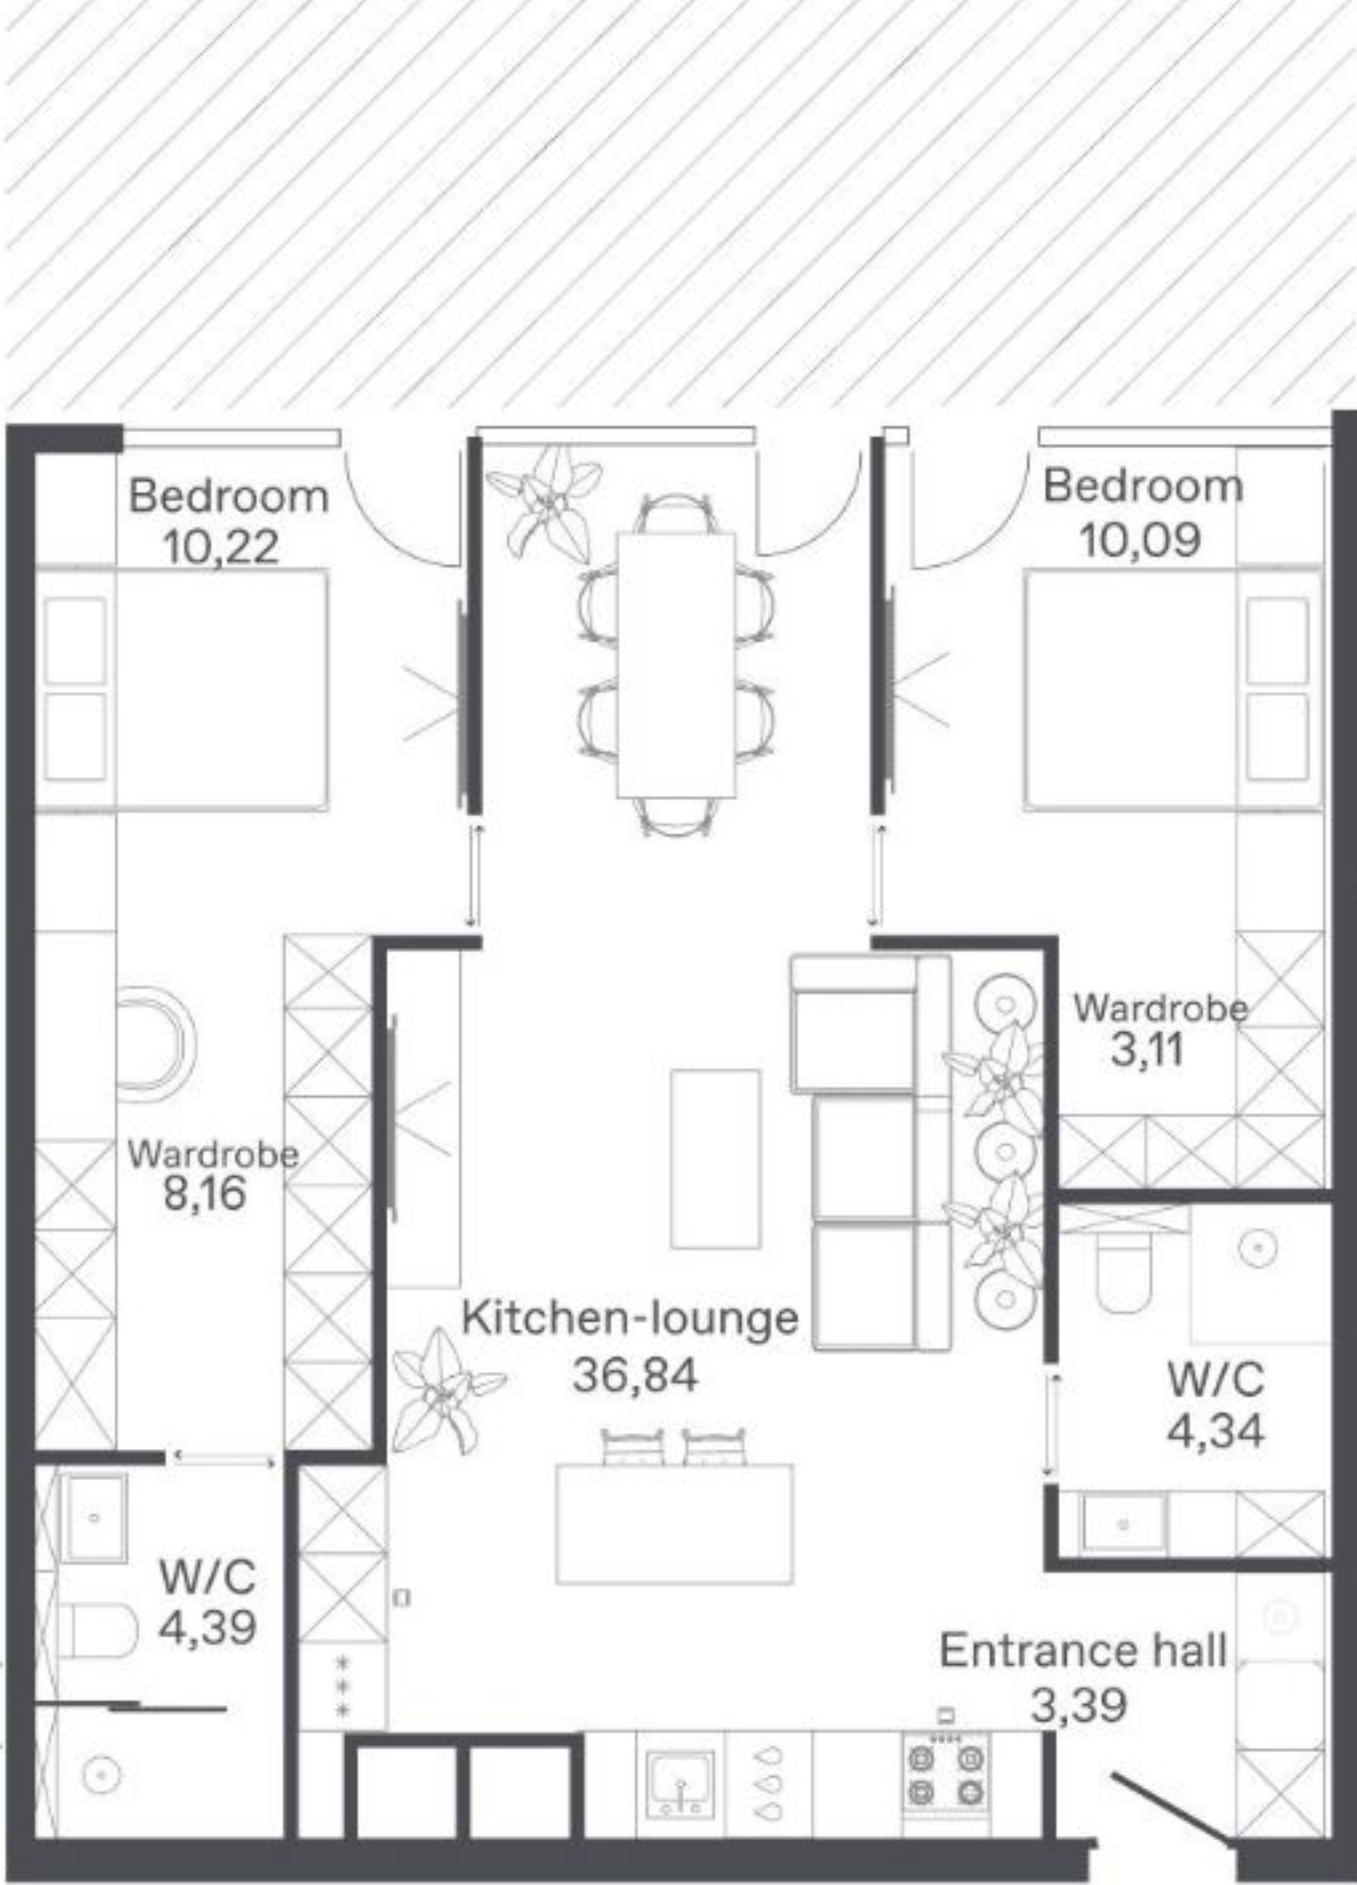 Bedroom
10,22
Bedroom
10,09
Wardrobe
3,11
Wardrobe
8,16
Kitchen-lounge
36,84
W/C
4,34
W/C
4,39
Entrance hall
3,39